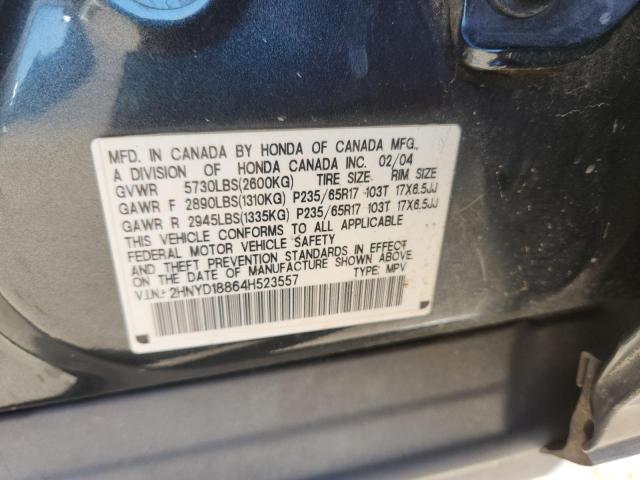 MFD. IN CANADA BY HONDA OF CANADA MFG.,
A DIVISION OF HONDA CANADA INC. 02/04
GVWR 5730LBS(2600KG) TIRE SIZE RIM SIZE
GAWR F 2890LBS(1310KG) P235/65R17 103T 17X6.5JJ
GAWR R 2945LBS(1335KG) P235/65R17 103T 17X6.5JJ
THIS VEHICLE CONFORMS TO ALL APPLICABLE
FEDERAL MOTOR VEHICLE SAFETY
AND THEFT PREVENTION STANDARDS IN EFFECT
ON THE DATE OF MANUFACTURE SHOWN ABOVE.
V.I.N.: 2HNYD18864H523557 TYPE: MPV